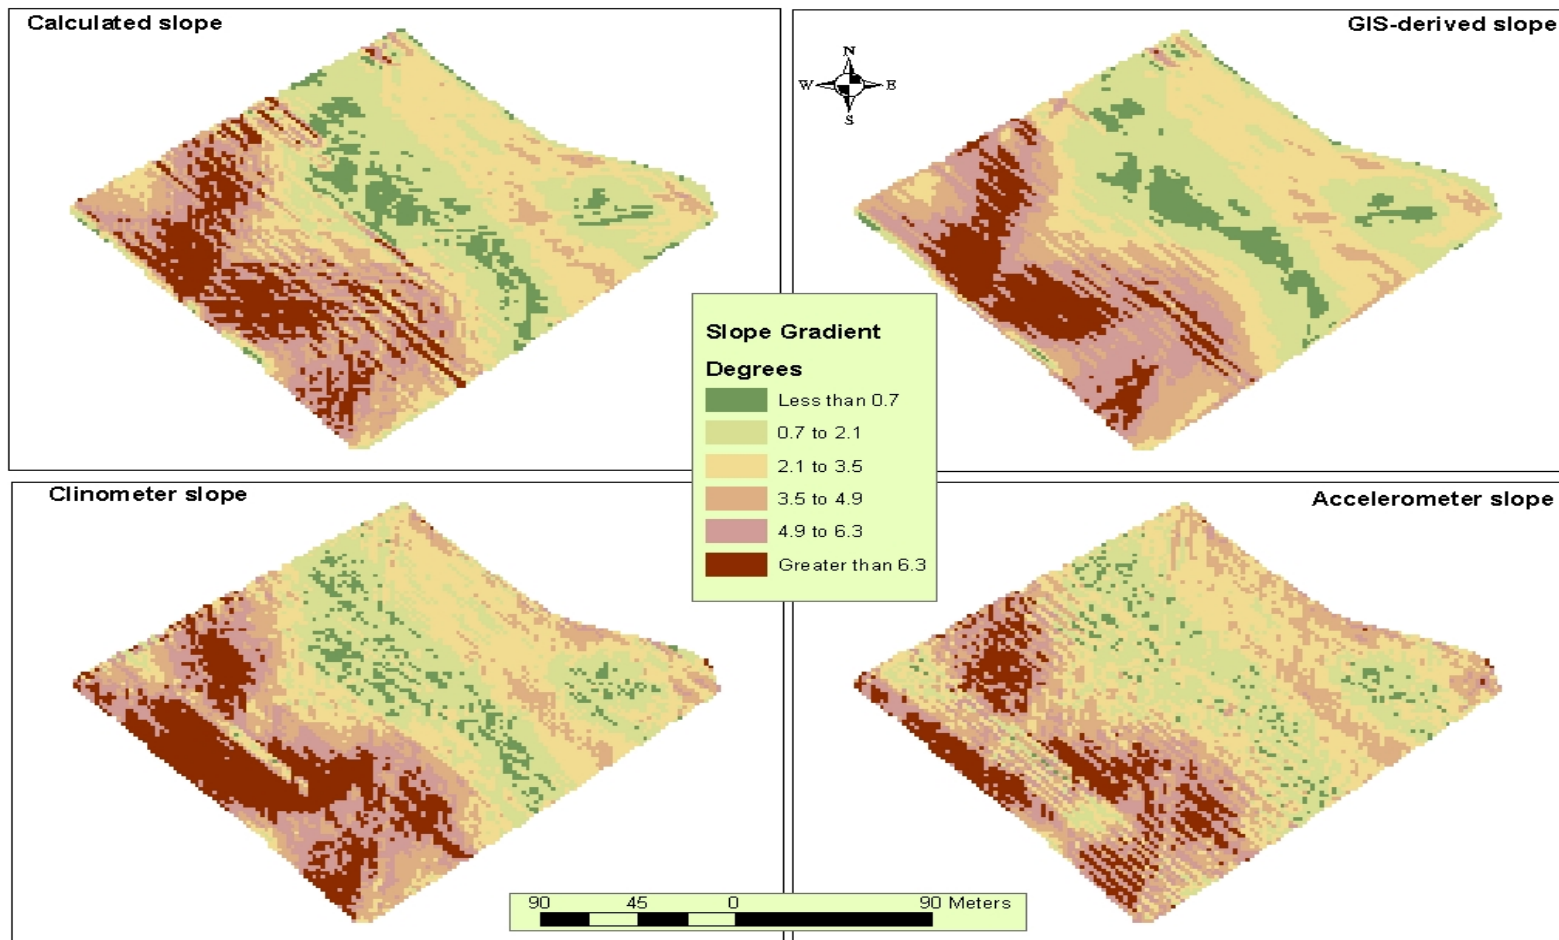 Calculated slope
GIS-derived slope
N
W E
S
Slope Gradient
Degrees
Less than 0.7
0.7 to 2.1
2.1 to 3.5
3.5 to 4.9
4.9 to 6.3
Greater than 6.3
Clinometer slope
Accelerometer slope
90 45 0 90 Meters